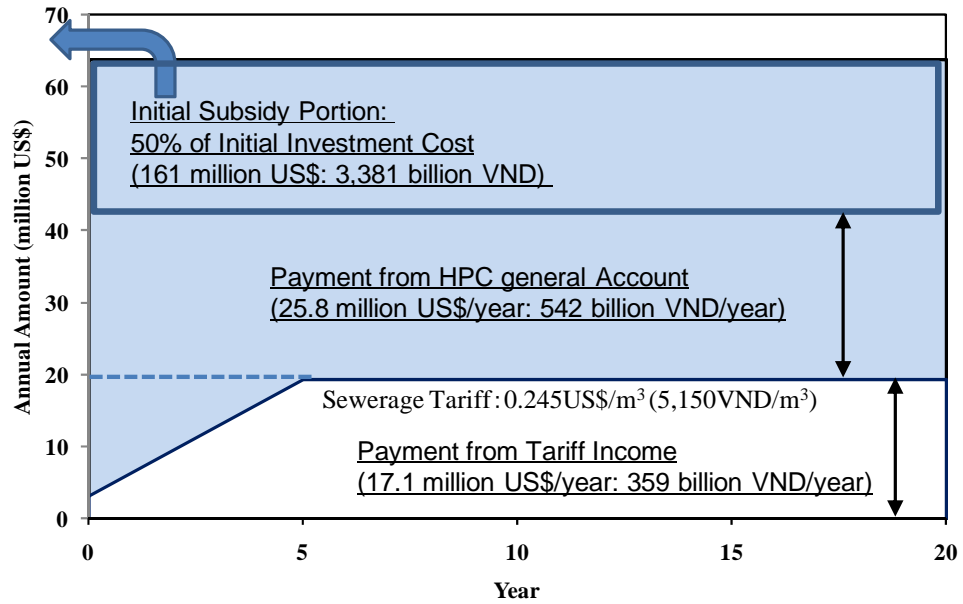 70
60
50
40
30
20
10
0
Annual Amount (million US$)
Initial Subsidy Portion:
50% of Initial Investment Cost
(161 million US$: 3,381 billion VND)
Payment from HPC general Account
(25.8 million US$/year: 542 billion VND/year)
Sewerage Tariff : 0.245US$/m³ (5,150VND/m³)
Payment from Tariff Income
(17.1 million US$/year: 359 billion VND/year)
0 5 10 15 20
Year